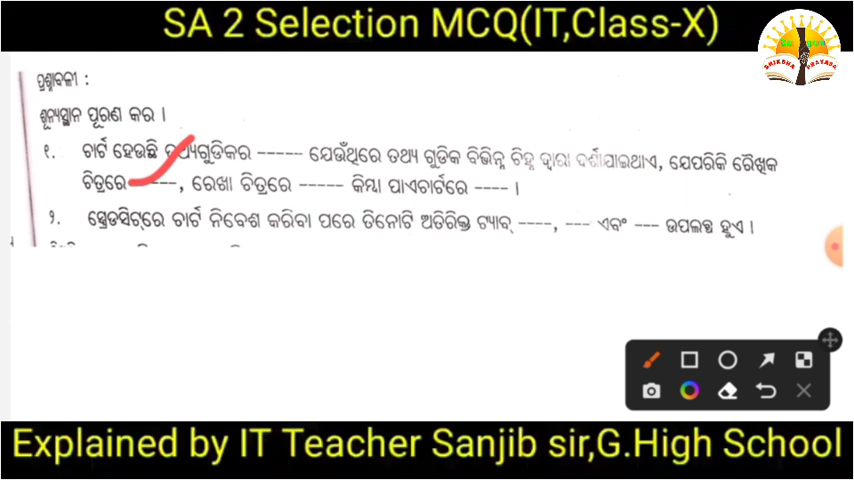 SA 2 Selection MCQ(IT,Class-X)
SHIKSHA PRAYASA
ପ୍ରଶ୍ନାବଳୀ :
ଶୂନ୍ୟସ୍ଥାନ ପୂରଣ କର ।
୧. ଚାର୍ଟ ହେଉଛି ତଥ୍ୟଗୁଡିକର ----- ଯେଉଁଥିରେ ତଥ୍ୟ ଗୁଡିକ ବିଭିନ୍ନ ଚିହ୍ନ ଦ୍ୱାରା ଦର୍ଶାଯାଇଥାଏ, ଯେପରିକି ରୈଖିକ
ଚିତ୍ରରେ -----, ରେଖା ଚିତ୍ରରେ ----- କିମ୍ବା ପାଏଚାର୍ଟରେ ---- ।
୨. ସ୍ପ୍ରେଡସିଟ୍‌ରେ ଚାର୍ଟ ନିବେଶ କରିବା ପରେ ତିନୋଟି ଅତିରିକ୍ତ ଟ୍ୟାବ୍ ----, --- ଏବଂ --- ଉପଲବ୍ଧ ହୁଏ ।
Explained by IT Teacher Sanjib sir,G.High School